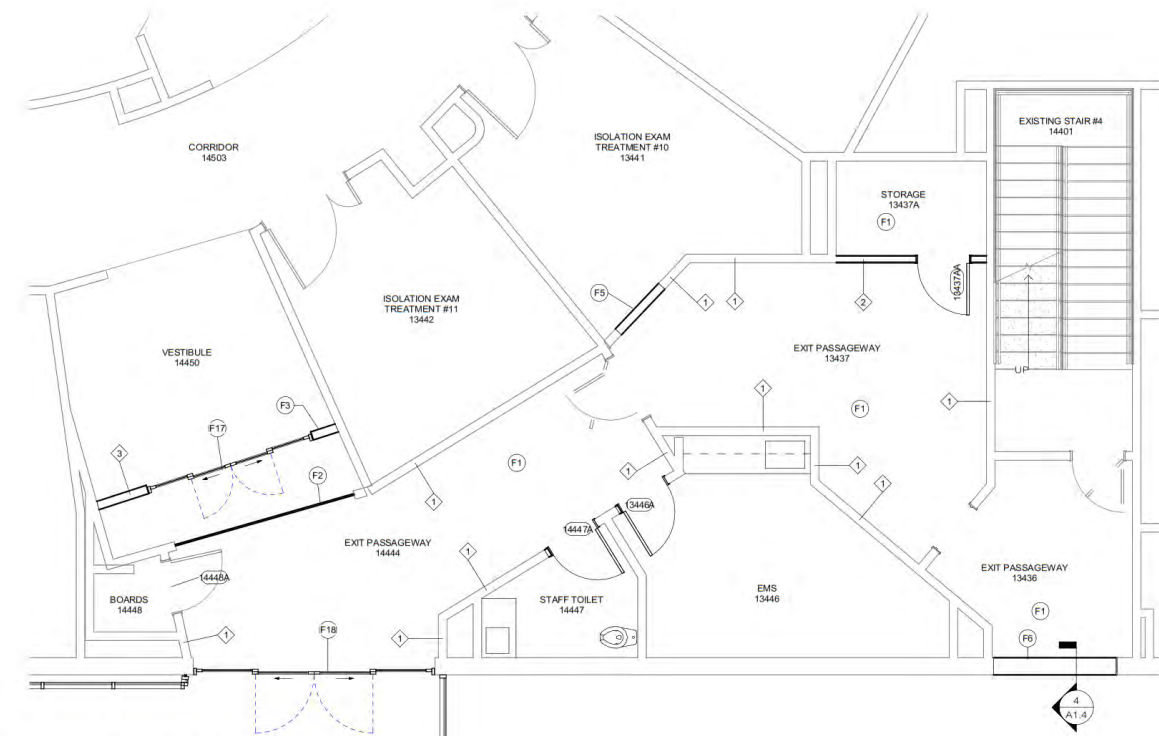 EXISTING STAIR #4
14401
ISOLATION EXAM
TREATMENT #10
13441
CORRIDOR
14503
STORAGE
13437A
F1
13437AA
F5
1
1
2
ISOLATION EXAM
TREATMENT #11
13442
VESTIBULE
14450
EXIT PASSAGEWAY
13437
UP
F3
1
1
F1
F17
3
F2
F1
1
1
1
1
13446A
14447A
EXIT PASSAGEWAY
14444
1
EXIT PASSAGEWAY
13436
14448A
BOARDS
14448
STAFF TOILET
14447
EMS
13446
F1
1
F18
1
F6
4
A1.4